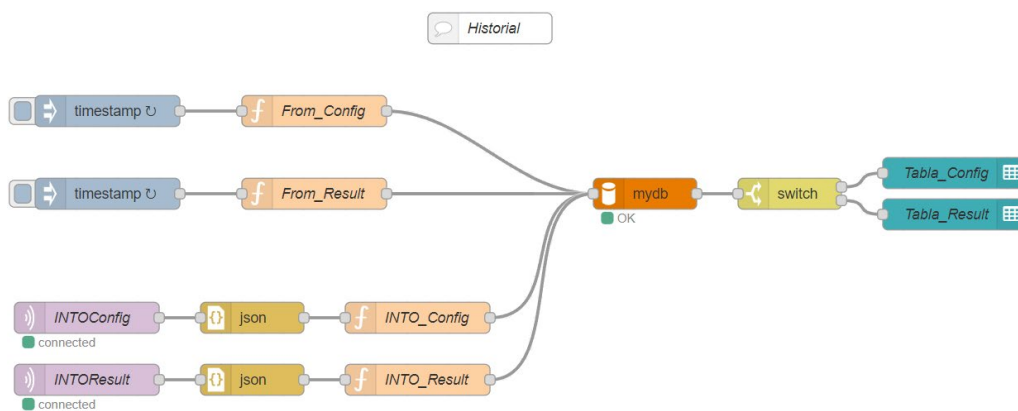 Historial
timestamp ↻
From_Config
timestamp ↻
From_Result
mydb
OK
switch
Tabla_Config
Tabla_Result
INTOConfig
connected
json
INTO_Config
INTOResult
connected
json
INTO_Result